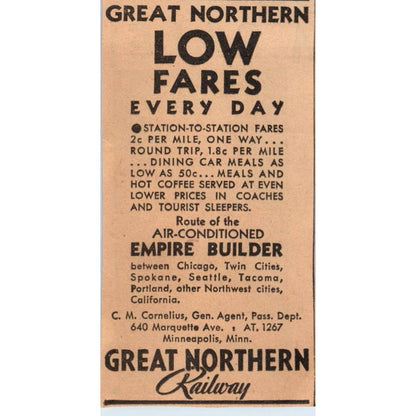 GREAT NORTHERN
LOW
FARES
EVERY DAY
●STATION-TO-STATION FARES
2c PER MILE, ONE WAY...
ROUND TRIP, 1.8c PER MILE
...DINING CAR MEALS AS
LOW AS 50c...MEALS AND
HOT COFFEE SERVED AT EVEN
LOWER PRICES IN COACHES
AND TOURIST SLEEPERS.
Route of the
AIR-CONDITIONED
EMPIRE BUILDER
between Chicago, Twin Cities,
Spokane, Seattle, Tacoma,
Portland, other Northwest cities,
California.
C. M. Cornelius, Gen. Agent, Pass. Dept.
640 Marquette Ave. : AT. 1267
Minneapolis, Minn.
GREAT NORTHERN
Railway